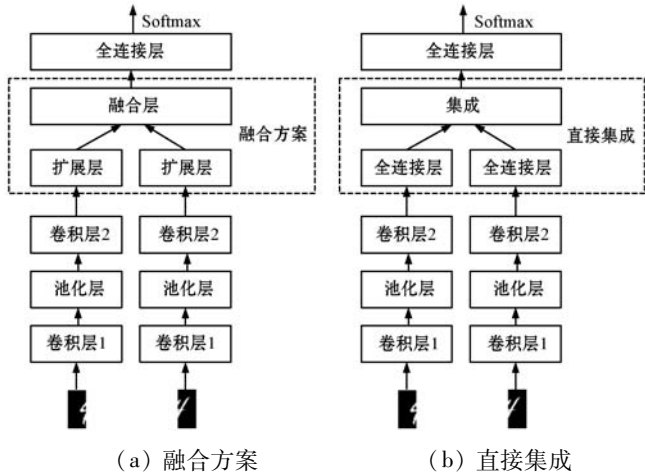 Softmax Softmax
全连接层 全连接层
融合层 集成
融合方案 直接集成
扩展层 扩展层 全连接层 全连接层
卷积层2 卷积层2 卷积层2 卷积层2
池化层 池化层 池化层 池化层
卷积层1 卷积层1 卷积层1 卷积层1
(a) 融合方案 (b) 直接集成